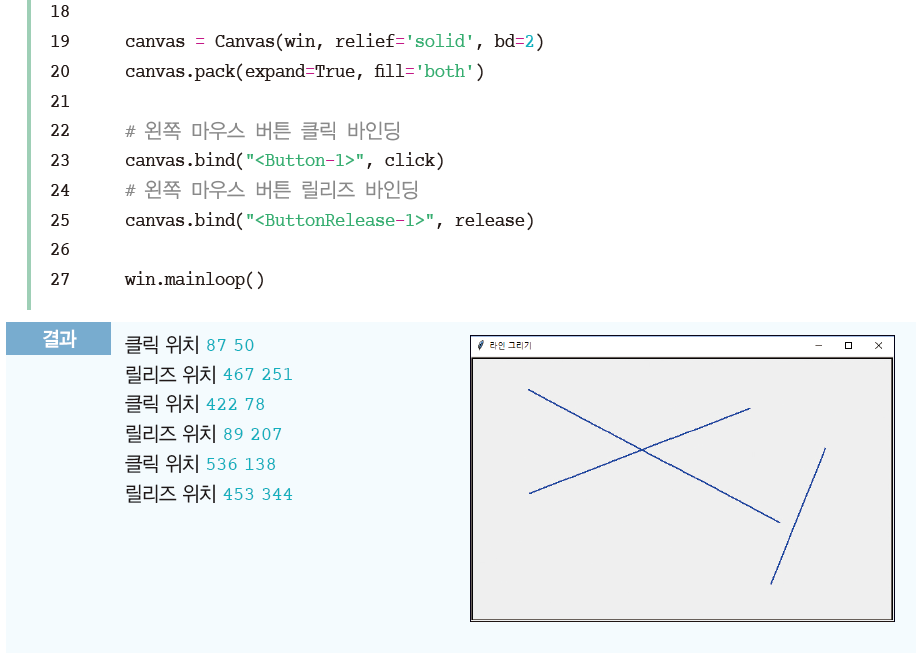 18
19 canvas = Canvas(win, relief='solid', bd=2)
20 canvas.pack(expand=True, fill='both')
21
22 # 왼쪽 마우스 버튼 클릭 바인딩
23 canvas.bind("<Button-1>", click)
24 # 왼쪽 마우스 버튼 릴리즈 바인딩
25 canvas.bind("<ButtonRelease-1>", release)
26
27 win.mainloop()
결과
클릭 위치 87 50
릴리즈 위치 467 251
클릭 위치 422 78
릴리즈 위치 89 207
클릭 위치 536 138
릴리즈 위치 453 344
라인 그리기